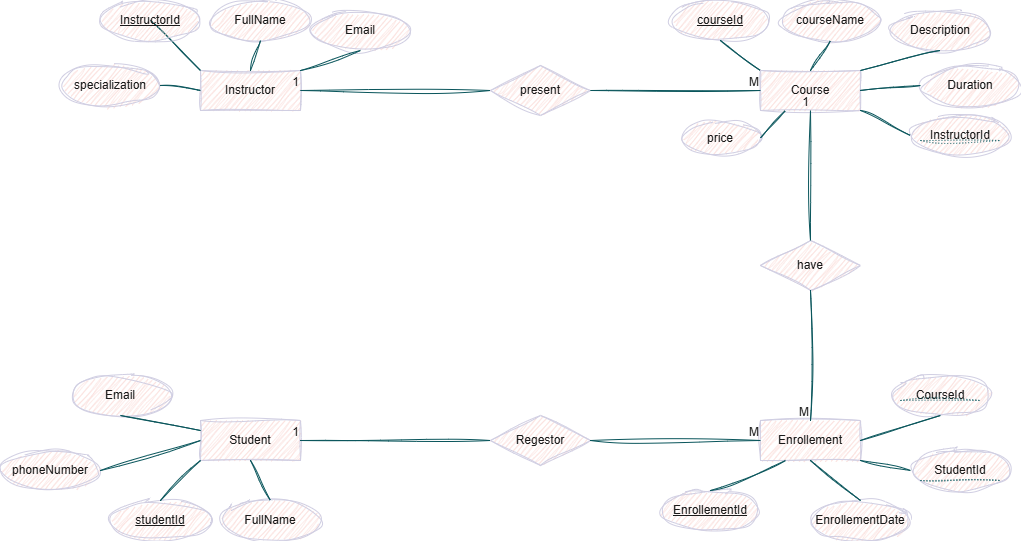 InstructorId
FullName
Email
specialization
Instructor
1
present
courseId
courseName
Description
M
Course
1
Duration
price
InstructorId
have
Email
phoneNumber
Student
1
studentId
FullName
Regestor
M
M
Enrollement
CourseId
StudentId
EnrollementId
EnrollementDate